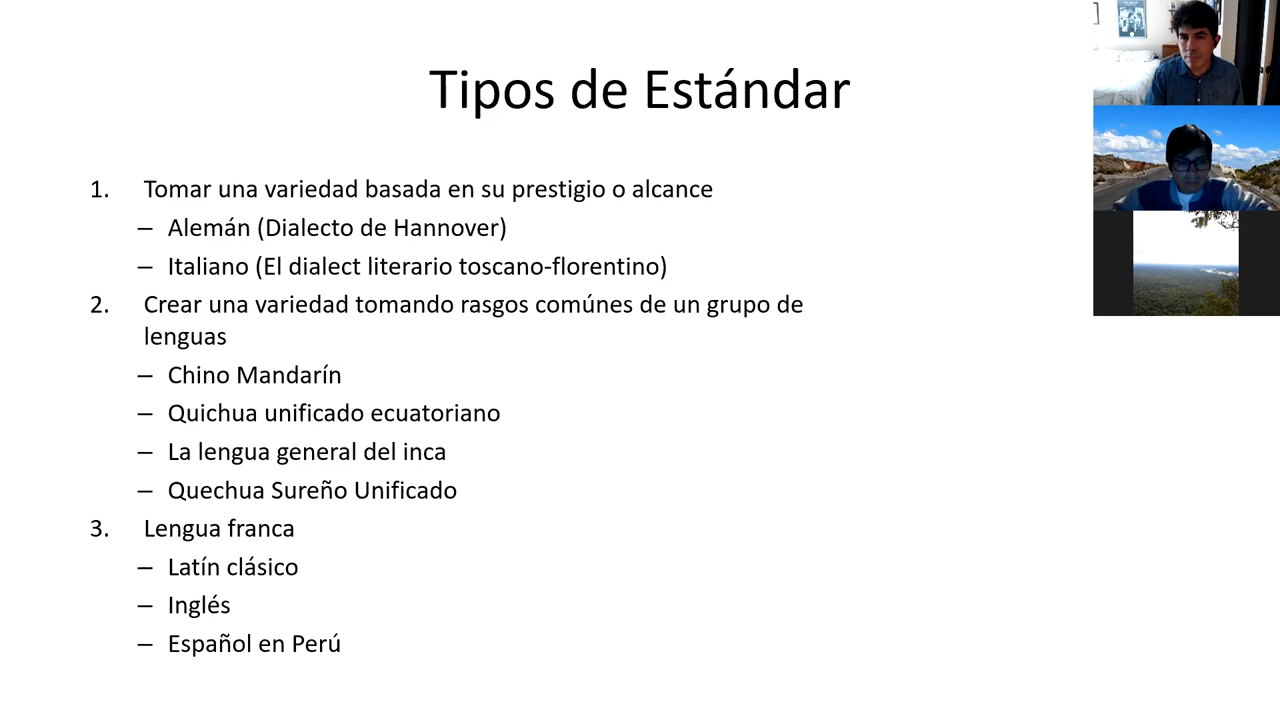 Tipos de Estándar
1. Tomar una variedad basada en su prestigio o alcance
– Alemán (Dialecto de Hannover)
– Italiano (El dialect literario toscano-florentino)
2. Crear una variedad tomando rasgos comúnes de un grupo de
lenguas
– Chino Mandarín
– Quichua unificado ecuatoriano
– La lengua general del inca
– Quechua Sureño Unificado
3. Lengua franca
– Latín clásico
– Inglés
– Español en Perú